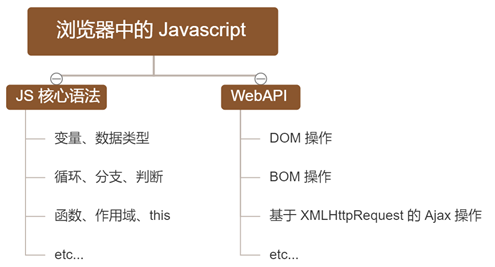 浏览器中的 Javascript
JS 核心语法
变量、数据类型
循环、分支、判断
函数、作用域、this
etc...
WebAPI
DOM 操作
BOM 操作
基于 XMLHttpRequest 的 Ajax 操作
etc...